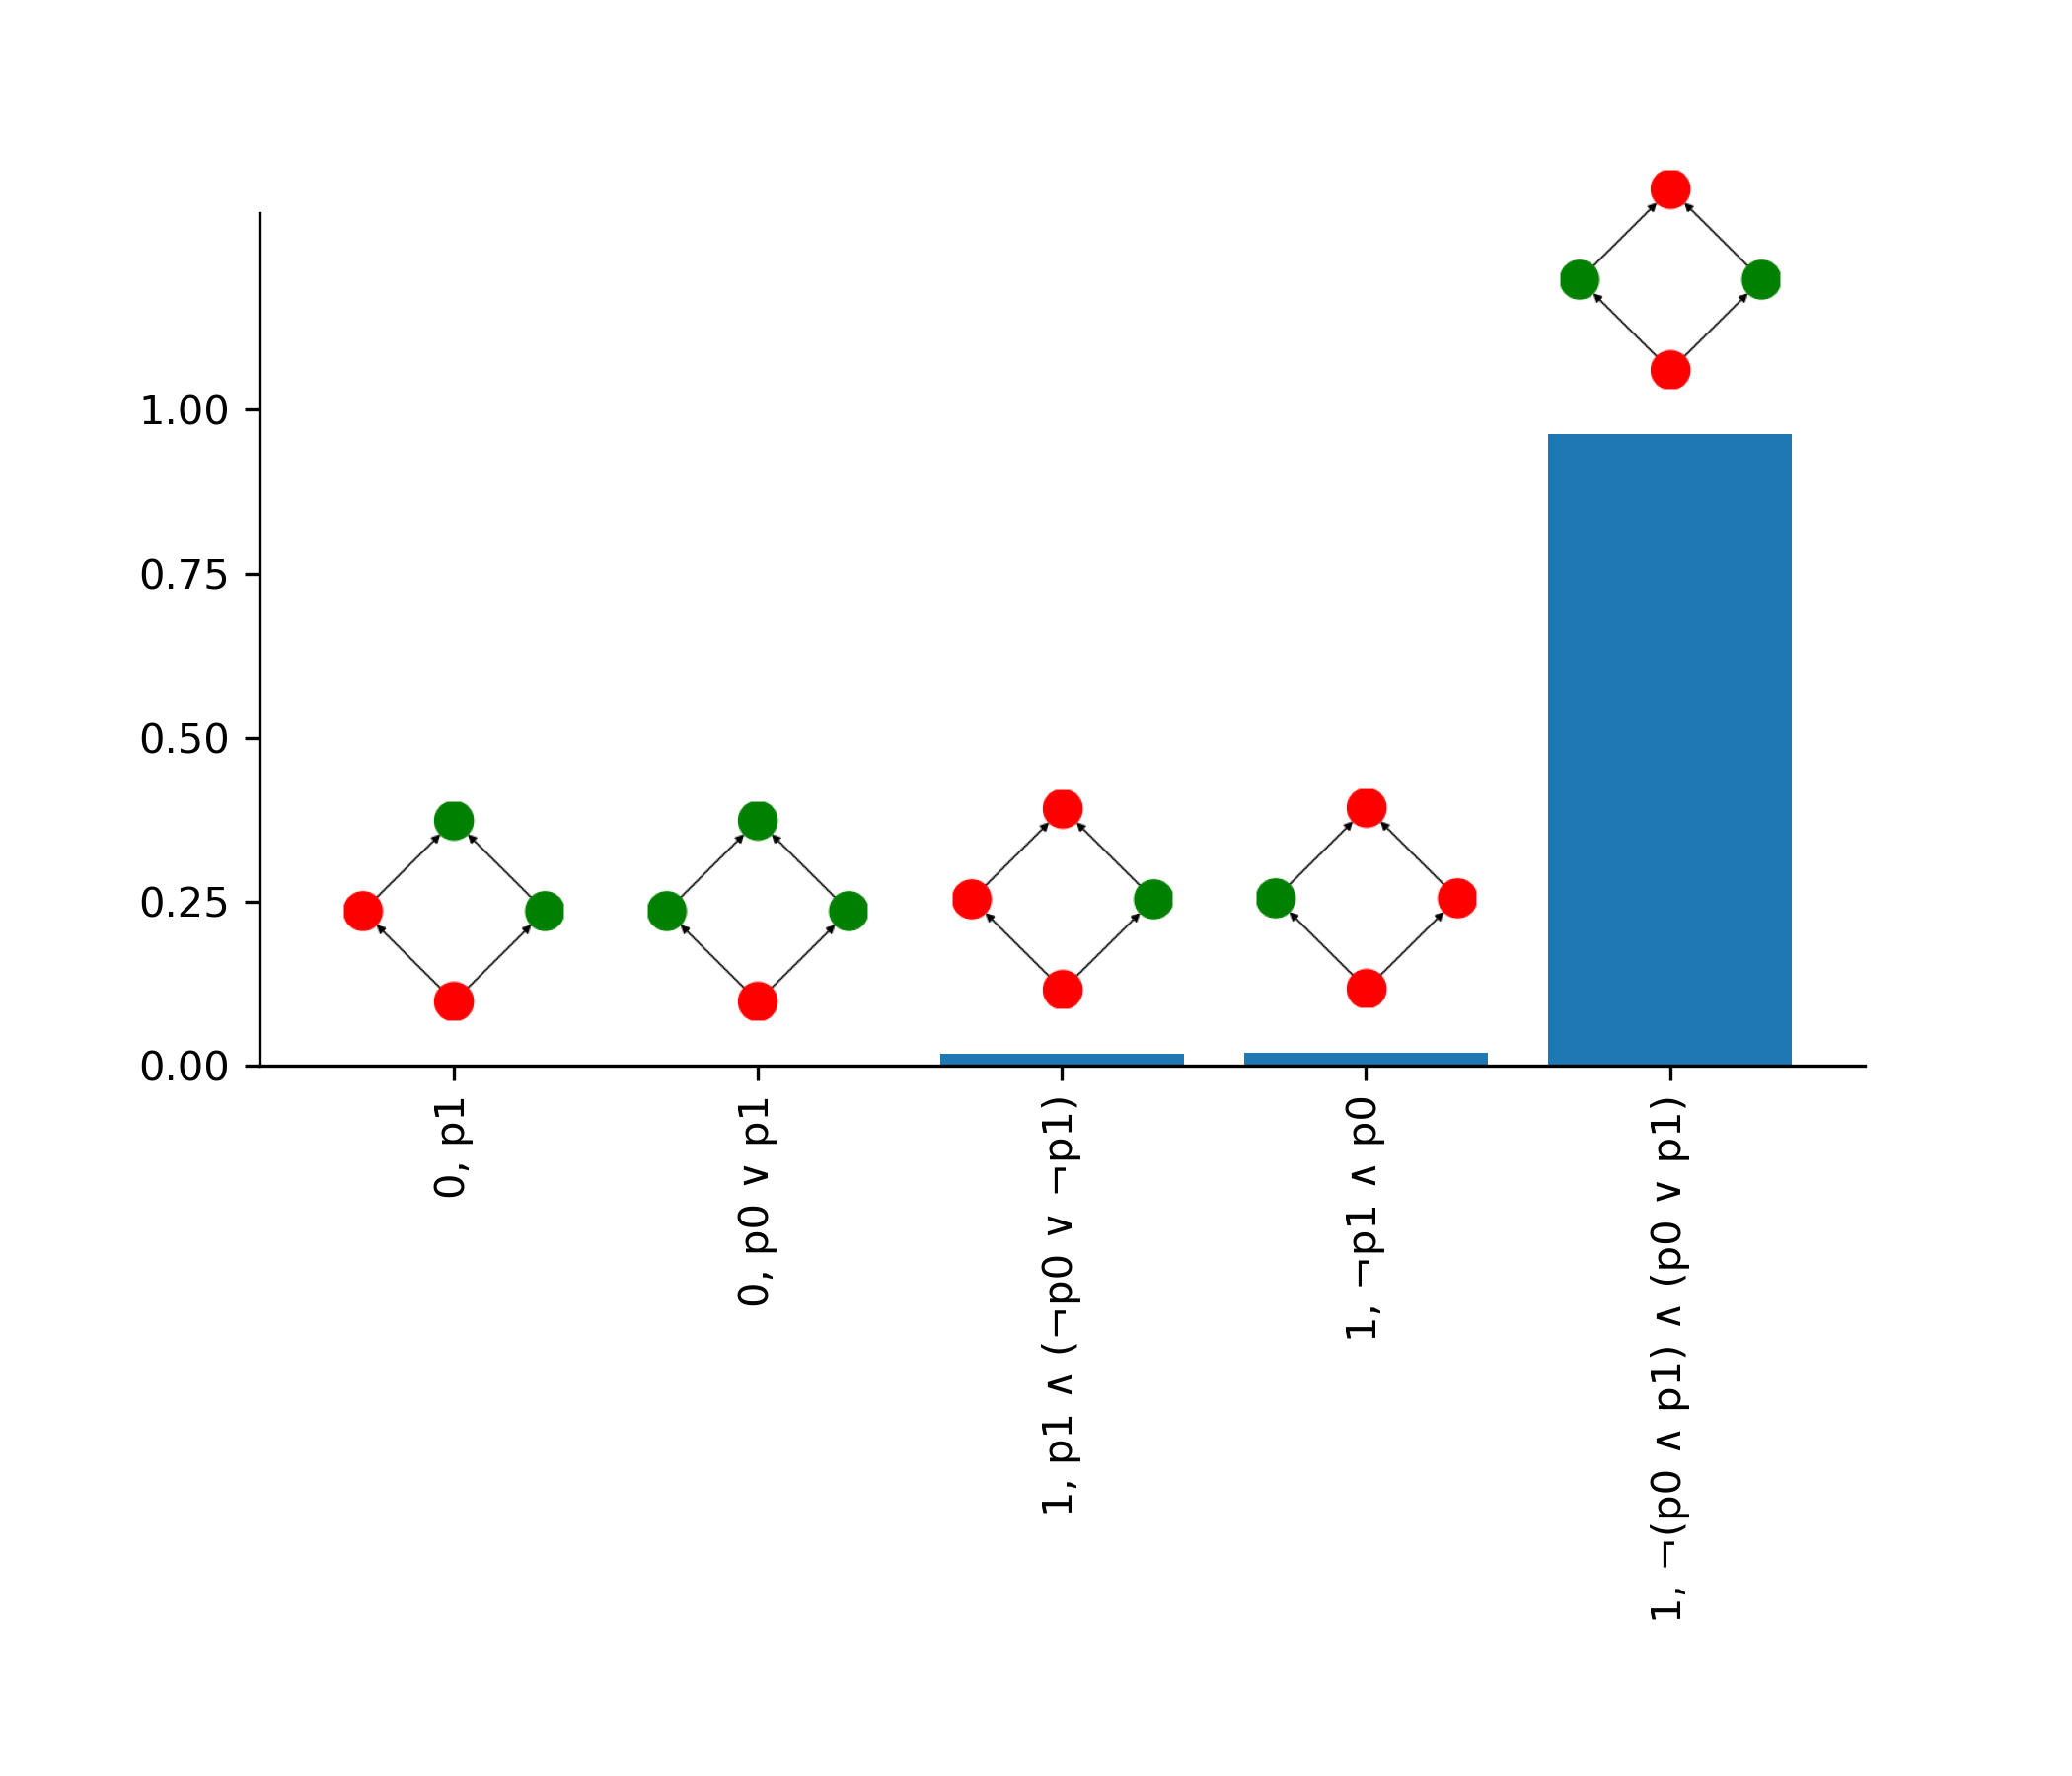 1.00
0.75
0.50
0.25
0.00
0, p1
0, p0 ∨ p1
1, p1 ∧ (¬p0 ∨ ¬p1)
1, ¬p1 ∧ p0
1, ¬(p0 ∧ p1) ∧ (p0 ∨ p1)